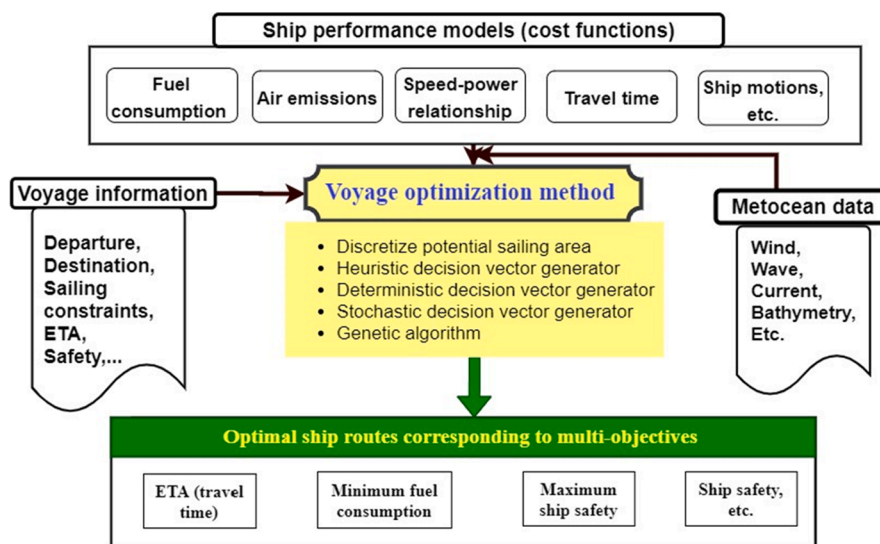 Ship performance models (cost functions)
Fuel
consumption
Air emissions
Speed-power
relationship
Travel time
Ship motions,
etc.
Voyage information
Departure,
Destination,
Sailing
constraints,
ETA,
Safety,...
Voyage optimization method
• Discretize potential sailing area
• Heuristic decision vector generator
• Deterministic decision vector generator
• Stochastic decision vector generator
• Genetic algorithm
Metocean data
Wind,
Wave,
Current,
Bathymetry,
Etc.
Optimal ship routes corresponding to multi-objectives
ETA (travel
time)
Minimum fuel
consumption
Maximum
ship safety
Ship safety,
etc.